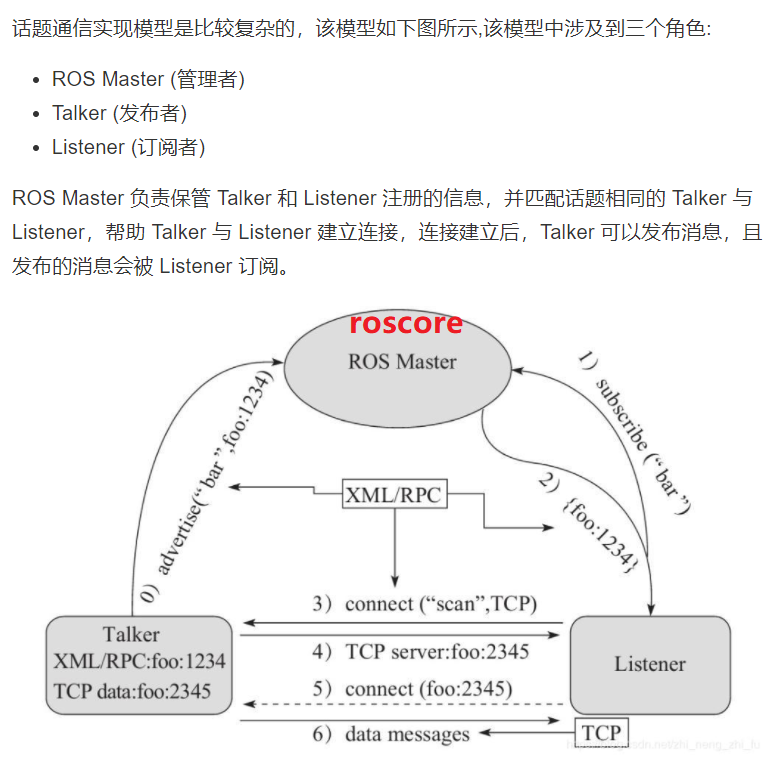 话题通信实现模型是比较复杂的，该模型如下图所示,该模型中涉及到三个角色:
• ROS Master (管理者)
• Talker (发布者)
• Listener (订阅者)
ROS Master 负责保管 Talker 和 Listener 注册的信息，并匹配话题相同的 Talker 与
Listener，帮助 Talker 与 Listener 建立连接，连接建立后，Talker 可以发布消息，且
发布的消息会被 Listener 订阅。
roscore
ROS Master
0）advertise(“bar”,foo:1234)
1）subscribe (“bar”)
XML/RPC
2）{foo:1234}
3）connect (“scan”,TCP)
Talker
XML/RPC:foo:1234
TCP data:foo:2345
4）TCP server:foo:2345
Listener
5）connect (foo:2345)
6）data messages
TCP